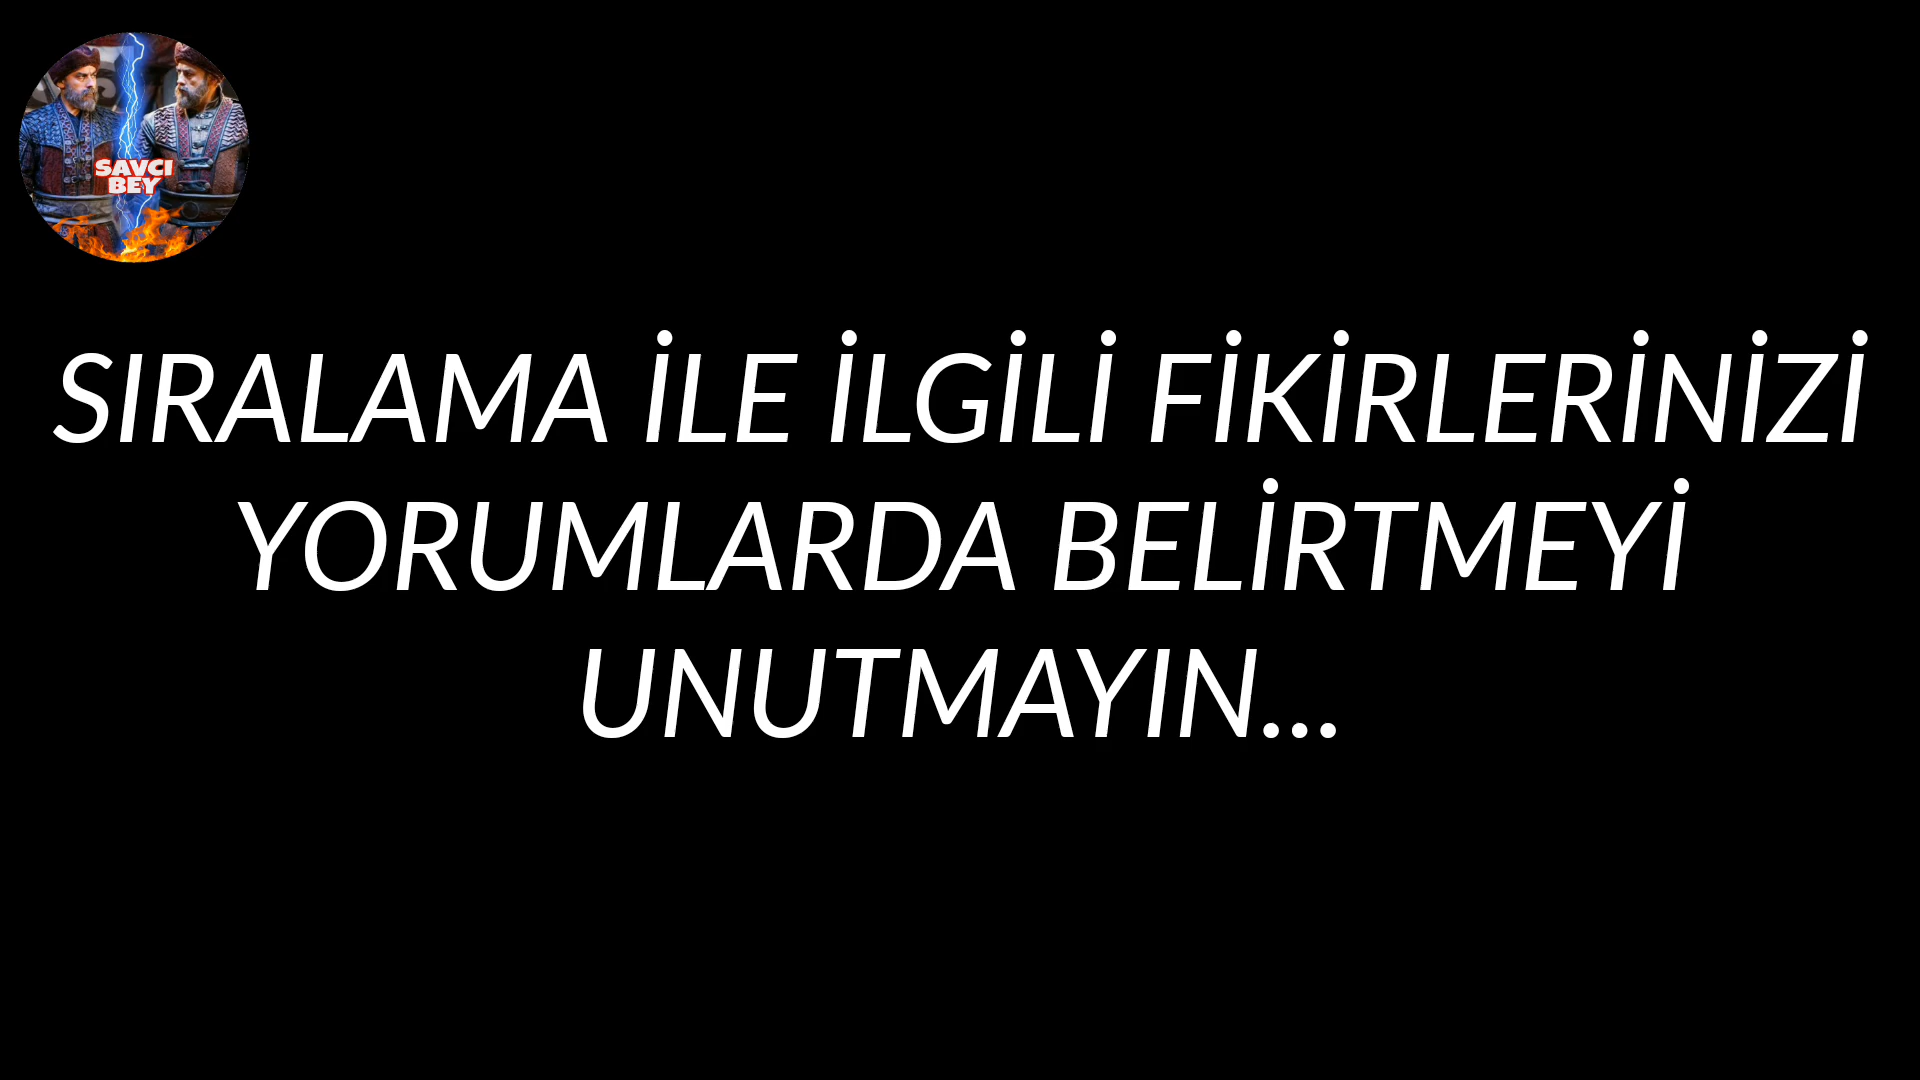 SAVCI
BEY
SIRALAMA İLE İLGİLİ FİKİRLERİNİZİ
YORUMLARDA BELİRTMEYİ
UNUTMAYIN...